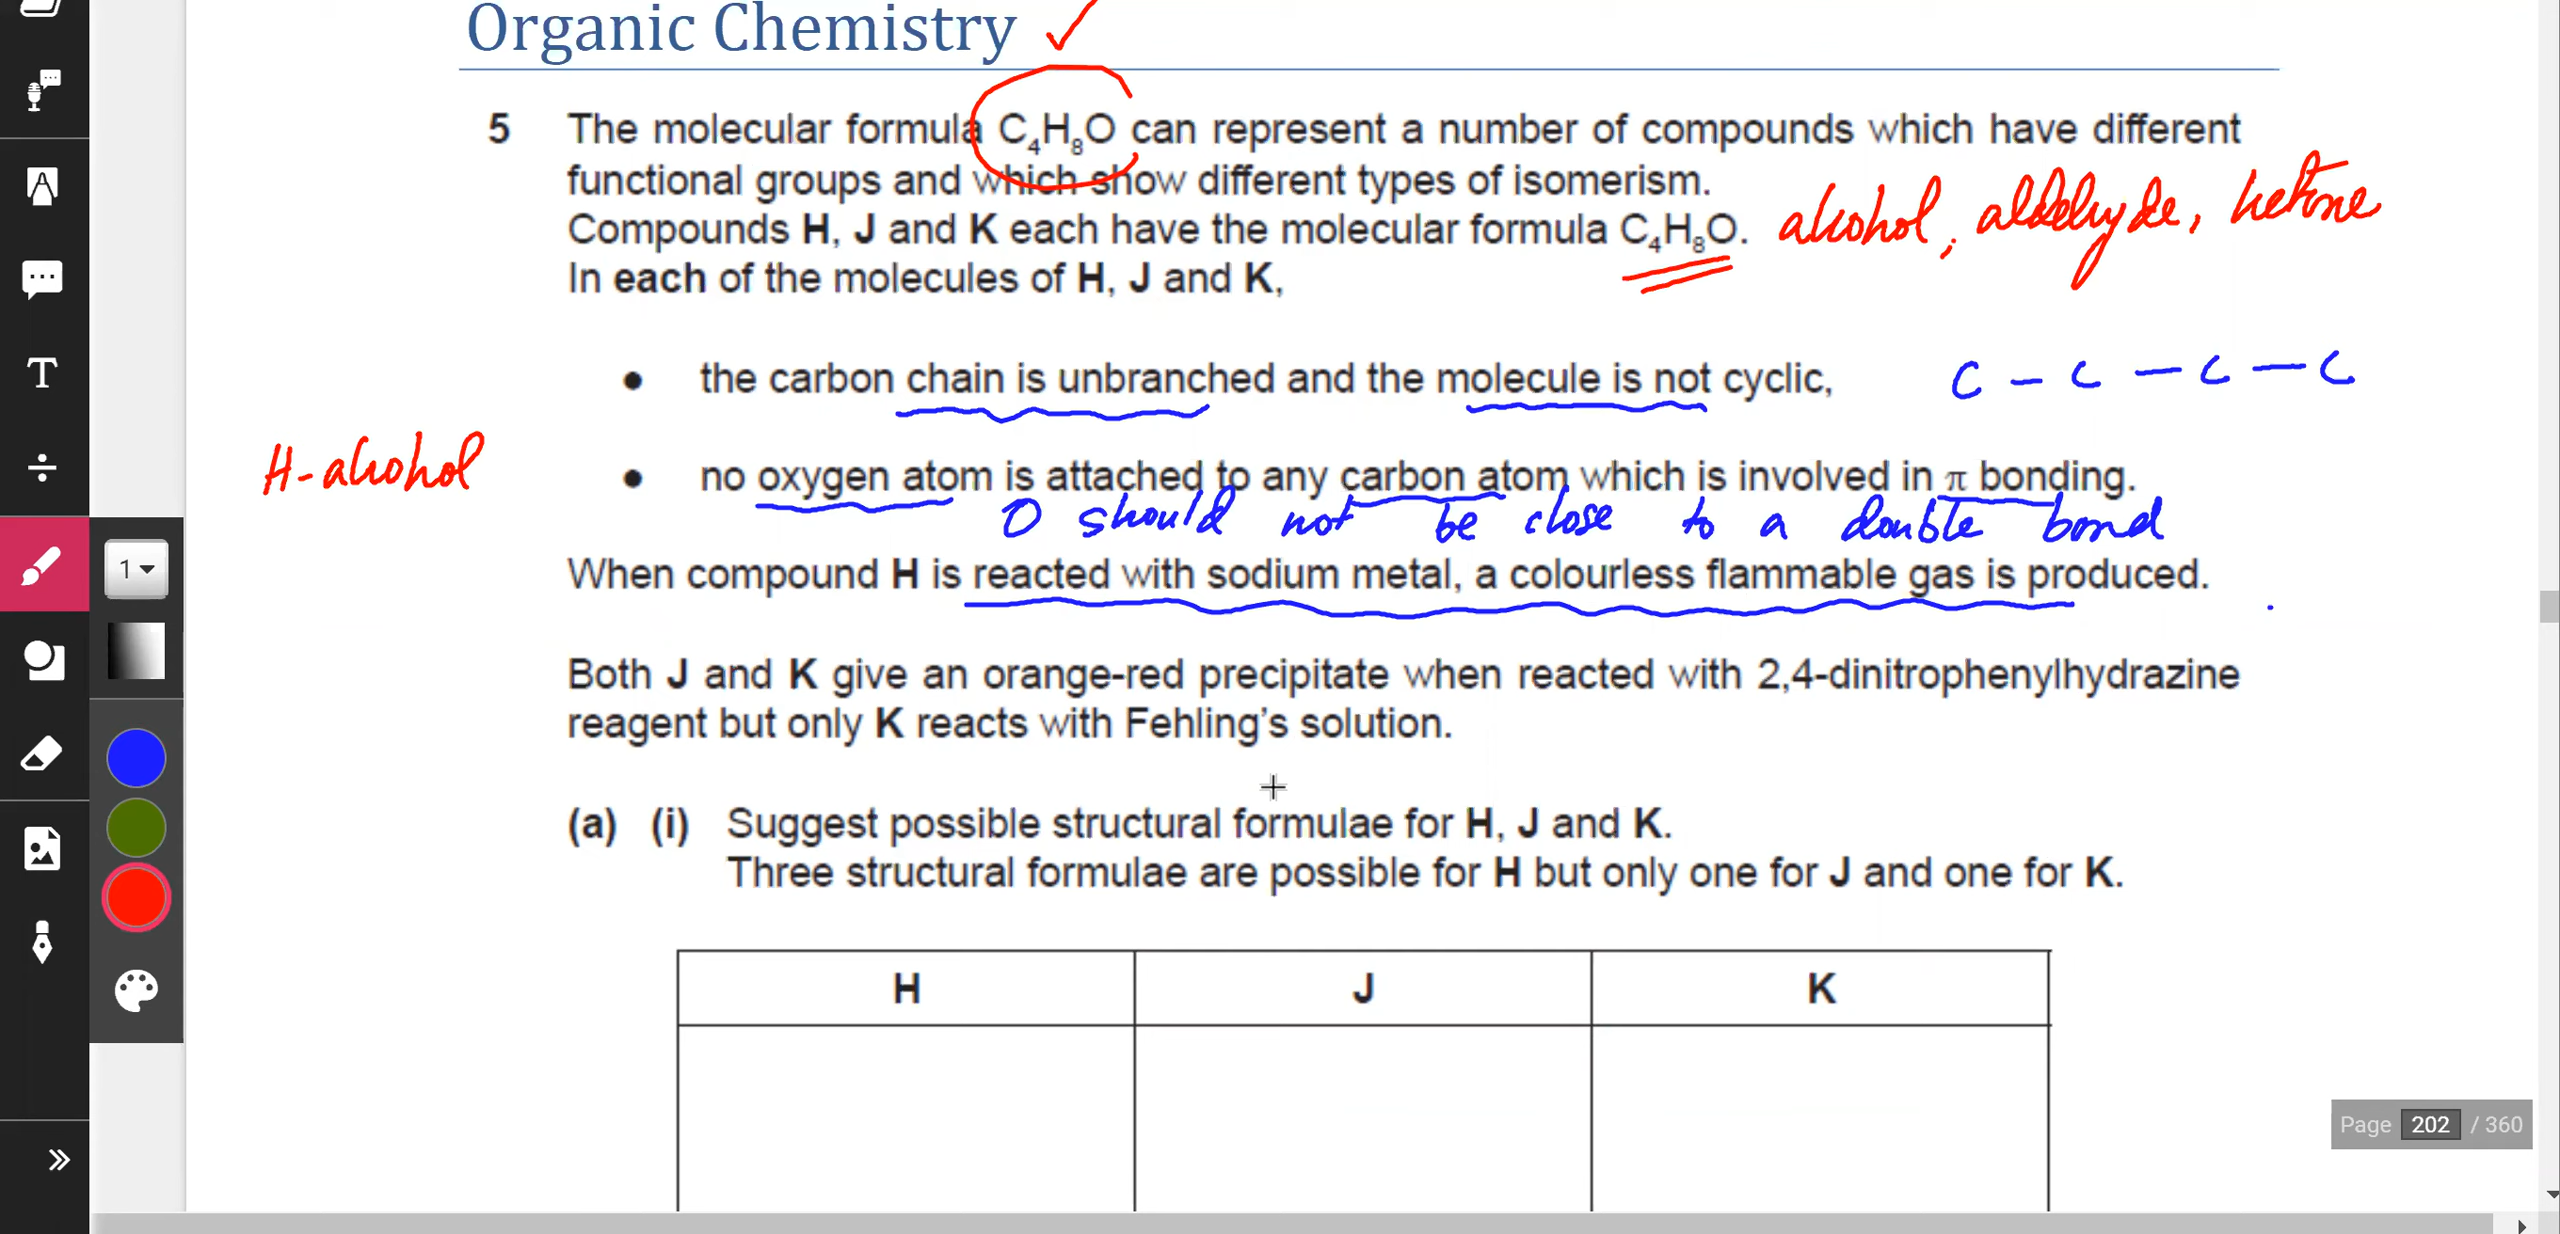 Organic Chemistry
5 The molecular formula C₄H₈O can represent a number of compounds which have different
functional groups and which show different types of isomerism.
Compounds H, J and K each have the molecular formula C₄H₈O. alcohol, aldehyde, ketone
In each of the molecules of H, J and K,
• the carbon chain is unbranched and the molecule is not cyclic, C - C - C - C
H-alcohol
• no oxygen atom is attached to any carbon atom which is involved in π bonding.
O should not be close to a double bond
When compound H is reacted with sodium metal, a colourless flammable gas is produced.
1
Both J and K give an orange-red precipitate when reacted with 2,4-dinitrophenylhydrazine
reagent but only K reacts with Fehling's solution.
(a) (i) Suggest possible structural formulae for H, J and K.
Three structural formulae are possible for H but only one for J and one for K.
H J K
Page 202 / 360